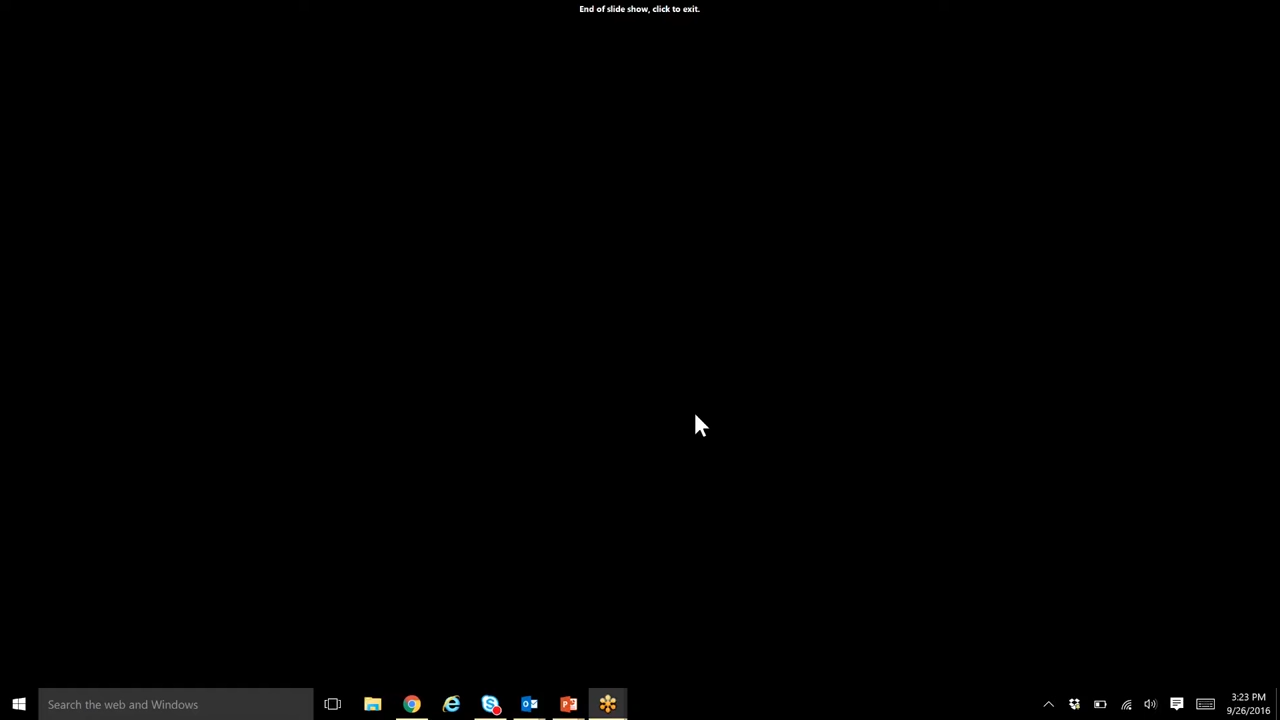 End of slide show, click to exit.
Search the web and Windows
3:23 PM
9/26/2016